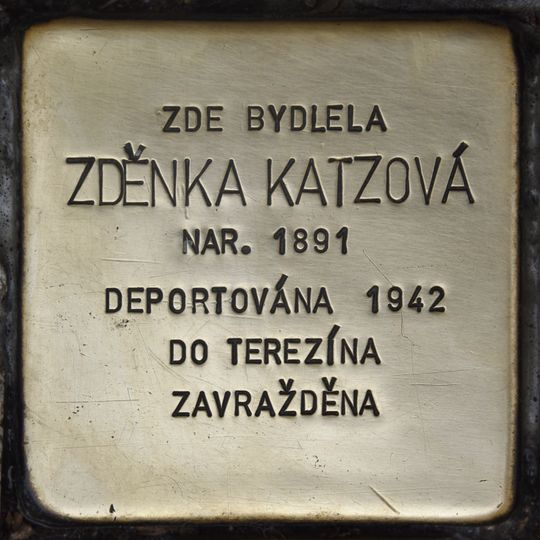 ZDE BYDLELA
ZDĚNKA KATZOVÁ
NAR. 1891
DEPORTOVÁNA 1942
DO TEREZÍNA
ZAVRAŽDĚNA